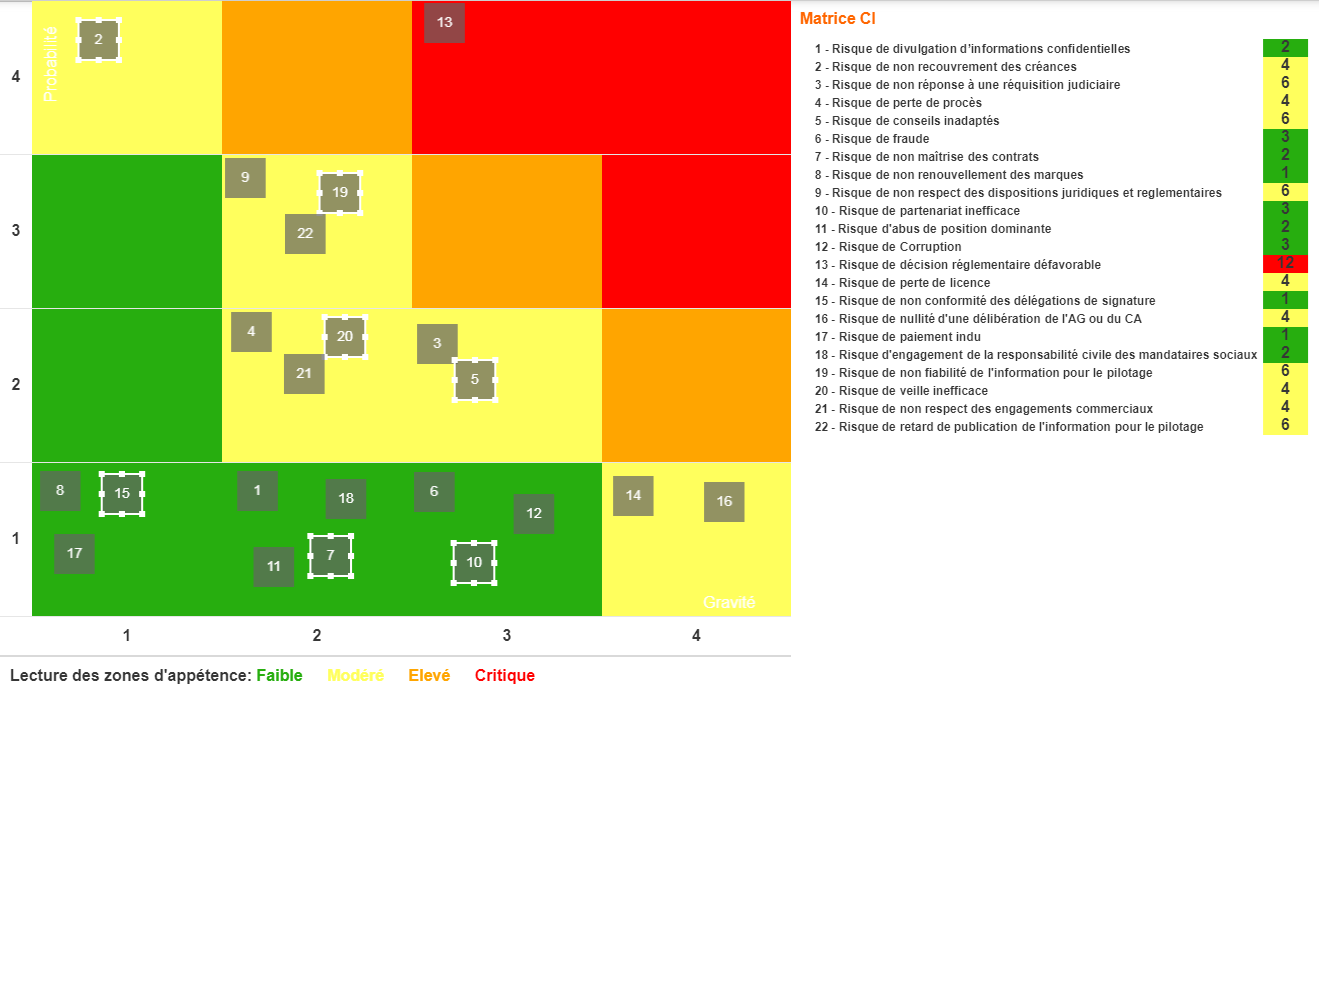 Probabilité
2
13
4
9
19
22
3
4
20
21
3
5
2
8
15
17
1
18
11
7
6
12
10
14
16
1
Gravité
1 2 3 4
Lecture des zones d'appétence: Faible Modéré Elevé Critique
Matrice CI
1 - Risque de divulgation d'informations confidentielles 2
2 - Risque de non recouvrement des créances 4
3 - Risque de non réponse à une réquisition judiciaire 6
4 - Risque de perte de procès 4
5 - Risque de conseils inadaptés 6
6 - Risque de fraude 3
7 - Risque de non maîtrise des contrats 2
8 - Risque de non renouvellement des marques 1
9 - Risque de non respect des dispositions juridiques et reglementaires 6
10 - Risque de partenariat inefficace 3
11 - Risque d'abus de position dominante 2
12 - Risque de Corruption 3
13 - Risque de décision réglementaire défavorable 12
14 - Risque de perte de licence 4
15 - Risque de non conformité des délégations de signature 1
16 - Risque de nullité d'une délibération de l'AG ou du CA 4
17 - Risque de paiement indu 1
18 - Risque d'engagement de la responsabilité civile des mandataires sociaux 2
19 - Risque de non fiabilité de l'information pour le pilotage 6
20 - Risque de veille inefficace 4
21 - Risque de non respect des engagements commerciaux 4
22 - Risque de retard de publication de l'information pour le pilotage 6